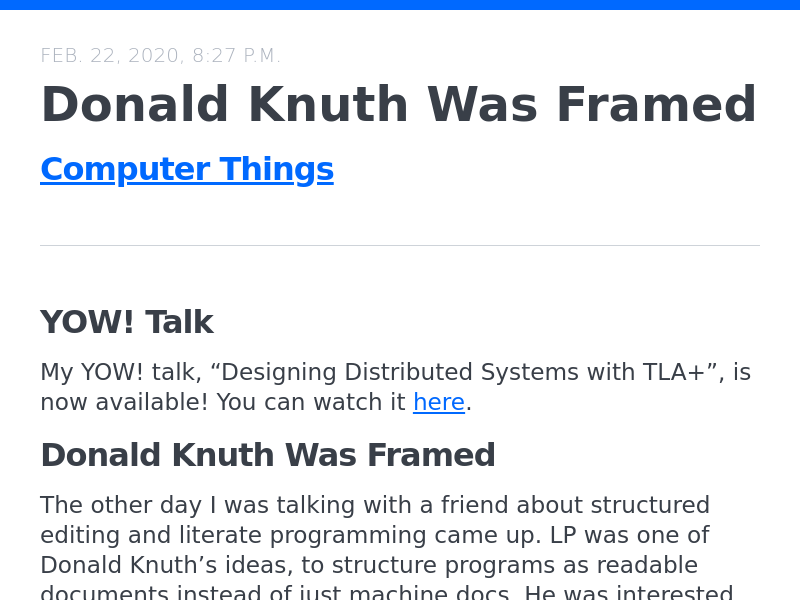 FEB. 22, 2020, 8:27 P.M.
Donald Knuth Was Framed
Computer Things
YOW! Talk
My YOW! talk, “Designing Distributed Systems with TLA+”, is
now available! You can watch it here.
Donald Knuth Was Framed
The other day I was talking with a friend about structured
editing and literate programming came up. LP was one of
Donald Knuth’s ideas, to structure programs as readable
documents instead of just machine docs. He was interested